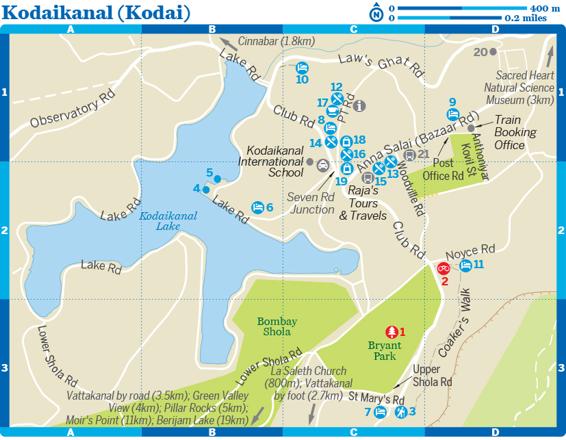 Kodaikanal (Kodai)
N
0 400 m
0 0.2 miles
A B C D
Cinnabar (1.8km)
Lake Rd
Law's Ghat Rd
20
10
Sacred Heart
Natural Science
Museum (3km)
1
1
12
17
PT Rd
Club Rd
8
9
Observatory Rd
Train
Booking
Office
14
18
16
Anna Salai (Bazaar Rd)
21
Anthoniya
Kovil St
Kodaikanal
International
School
19
15
13
Post
Office Rd
Woodville Rd
5
4
Raja's
Tours
& Travels
Seven Rd
Junction
Lake Rd
6
Lake Rd
Kodaikanal
Lake
2
2
Club Rd
Noyce Rd
Lake Rd
2
11
Coaker's Walk
Bombay
Shola
1
Bryant
Park
3
3
Lower Shola Rd
Lower Shola Rd
La Saleth Church
(800m); Vattakanal
by foot (2.7km)
Upper
Shola Rd
Vattakanal by road (3.5km); Green Valley
View (4km); Pillar Rocks (5km);
Moir's Point (11km); Berijam Lake (19km)
St Mary's Rd
7
3
A B C D